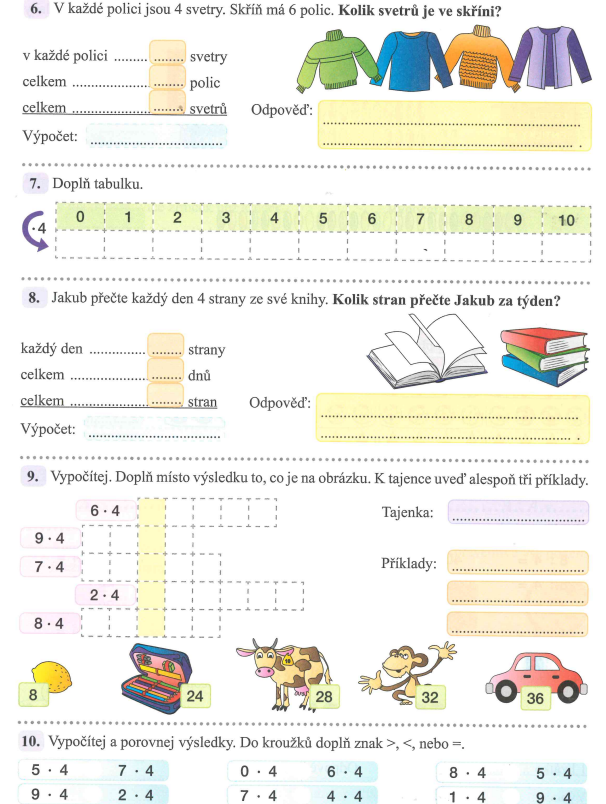 6. V každé polici jsou 4 svetry. Skříň má 6 polic. Kolik svetrů je ve skříni?
v každé polici ......... ...... svetry
celkem ..................... ...... polic
celkem ..................... ...... svetrů Odpověď:
Výpočet:
7. Doplň tabulku.
· 4 0 1 2 3 4 5 6 7 8 9 10
8. Jakub přečte každý den 4 strany ze své knihy. Kolik stran přečte Jakub za týden?
každý den ............... ...... strany
celkem ..................... ...... dnů
celkem ..................... ...... stran Odpověď:
Výpočet:
9. Vypočítej. Doplň místo výsledku to, co je na obrázku. K tajence uveď alespoň tři příklady.
6 · 4 Tajenka:
9 · 4
7 · 4 Příklady:
2 · 4
8 · 4
8 24 28 32 36
10. Vypočítej a porovnej výsledky. Do kroužků doplň znak >, <, nebo =.
5 · 4 7 · 4 0 · 4 6 · 4 8 · 4 5 · 4
9 · 4 2 · 4 7 · 4 4 · 4 1 · 4 9 · 4